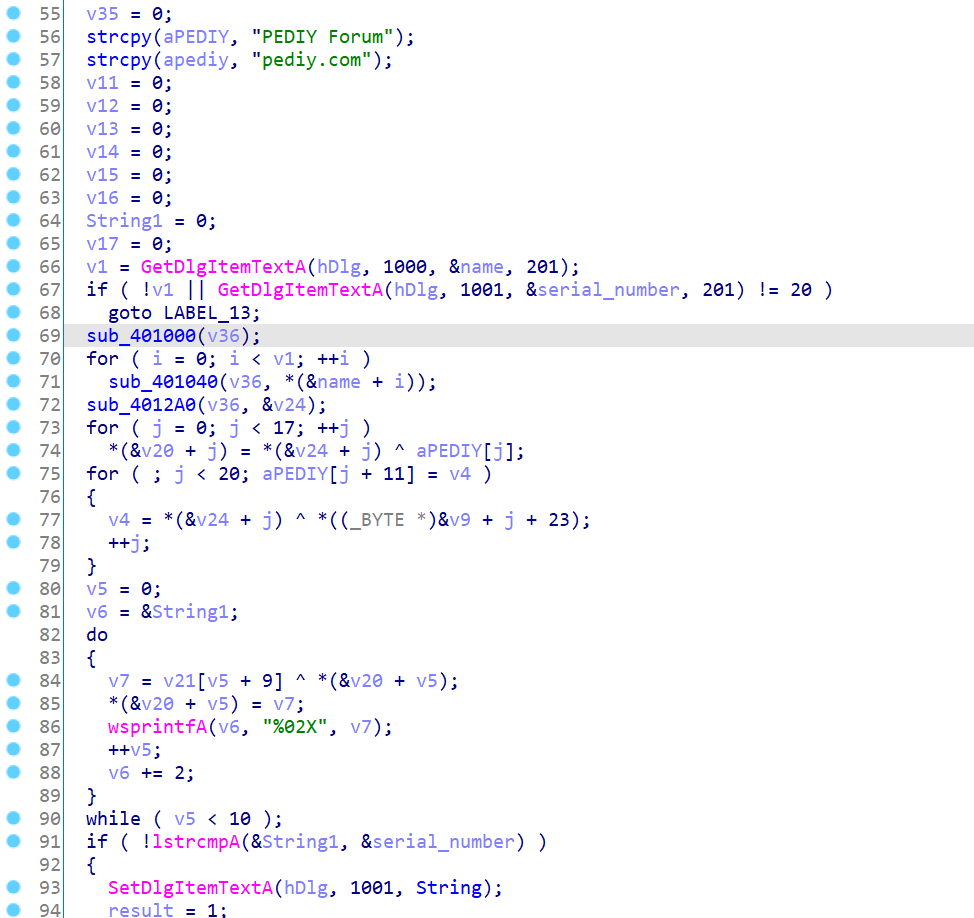 55 v35 = 0;
56 strcpy(aPEDIY, "PEDIY Forum");
57 strcpy(apediy, "pediy.com");
58 v11 = 0;
59 v12 = 0;
60 v13 = 0;
61 v14 = 0;
62 v15 = 0;
63 v16 = 0;
64 String1 = 0;
65 v17 = 0;
66 v1 = GetDlgItemTextA(hDlg, 1000, &name, 201);
67 if ( !v1 || GetDlgItemTextA(hDlg, 1001, &serial_number, 201) != 20 )
68 goto LABEL_13;
69 sub_401000(v36);
70 for ( i = 0; i < v1; ++i )
71 sub_401040(v36, *(&name + i));
72 sub_4012A0(v36, &v24);
73 for ( j = 0; j < 17; ++j )
74 *(&v20 + j) = *(&v24 + j) ^ aPEDIY[j];
75 for ( ; j < 20; aPEDIY[j + 11] = v4 )
76 {
77 v4 = *(&v24 + j) ^ *((_BYTE *)&v9 + j + 23);
78 ++j;
79 }
80 v5 = 0;
81 v6 = &String1;
82 do
83 {
84 v7 = v21[v5 + 9] ^ *(&v20 + v5);
85 *(&v20 + v5) = v7;
86 wsprintfA(v6, "%02X", v7);
87 ++v5;
88 v6 += 2;
89 }
90 while ( v5 < 10 );
91 if ( !lstrcmpA(&String1, &serial_number) )
92 {
93 SetDlgItemTextA(hDlg, 1001, String);
94 result = 1;